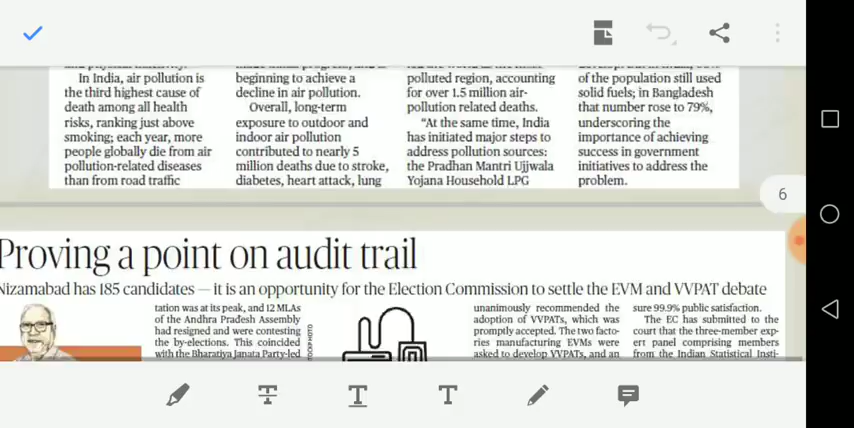 In India, air pollution is
the third highest cause of
death among all health
risks, ranking just above
smoking; each year, more
people globally die from air
pollution-related diseases
than from road traffic
beginning to achieve a
decline in air pollution.
Overall, long-term
exposure to outdoor and
indoor air pollution
contributed to nearly 5
million deaths due to stroke,
diabetes, heart attack, lung
polluted region, accounting
for over 1.5 million air-
pollution related deaths.
“At the same time, India
has initiated major steps to
address pollution sources:
the Pradhan Mantri Ujjwala
Yojana Household LPG
of the population still used
solid fuels; in Bangladesh
that number rose to 79%,
underscoring the
importance of achieving
success in government
initiatives to address the
problem.
6
Proving a point on audit trail
Nizamabad has 185 candidates — it is an opportunity for the Election Commission to settle the EVM and VVPAT debate
tation was at its peak, and 12 MLAs
of the Andhra Pradesh Assembly
had resigned and were contesting
the by-elections. This coincided
with the Bharatiya Janata Party-led
unanimously recommended the
adoption of VVPATs, which was
promptly accepted. The two facto-
ries manufacturing EVMs were
asked to develop VVPATs, and an
sure 99.9% public satisfaction.
The EC has submitted to the
court that the three-member exp-
ert panel comprising members
from the Indian Statistical Insti-
T
T
T